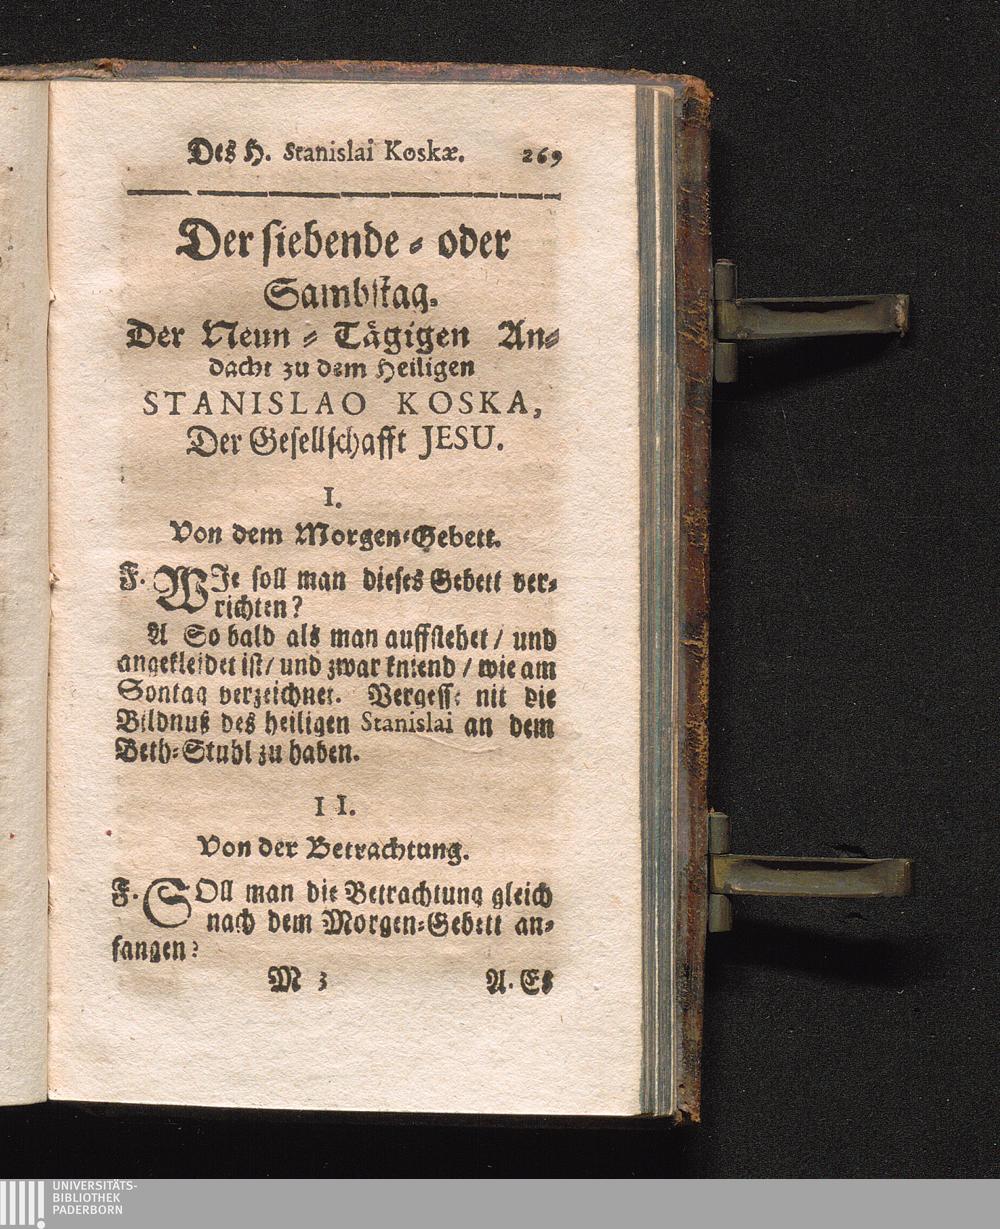 Des H. Stanislai Koskæ. 269
Der siebende- oder
Sambstag.
Der Neun-Tägigen An-
dacht zu dem Heiligen
STANISLAO KOSKA,
Der Gesellschafft JESU.
I.
Von dem Morgen-Gebett.
F. WJe soll man dieses Gebett ver-
richten?
A So bald als man auffstehet / und
angekleidet ist / und zwar kniend / wie am
Sontag verzeichnet. Vergesse nit die
Bildnuß des heiligen Stanislai an dem
Beth-Stuhl zu haben.
II.
Von der Betrachtung.
F. SOll man die Betrachtung gleich
nach dem Morgen-Gebett an-
fangen?
M 3 A. Es
UNIVERSITÄTS-
BIBLIOTHEK
PADERBORN